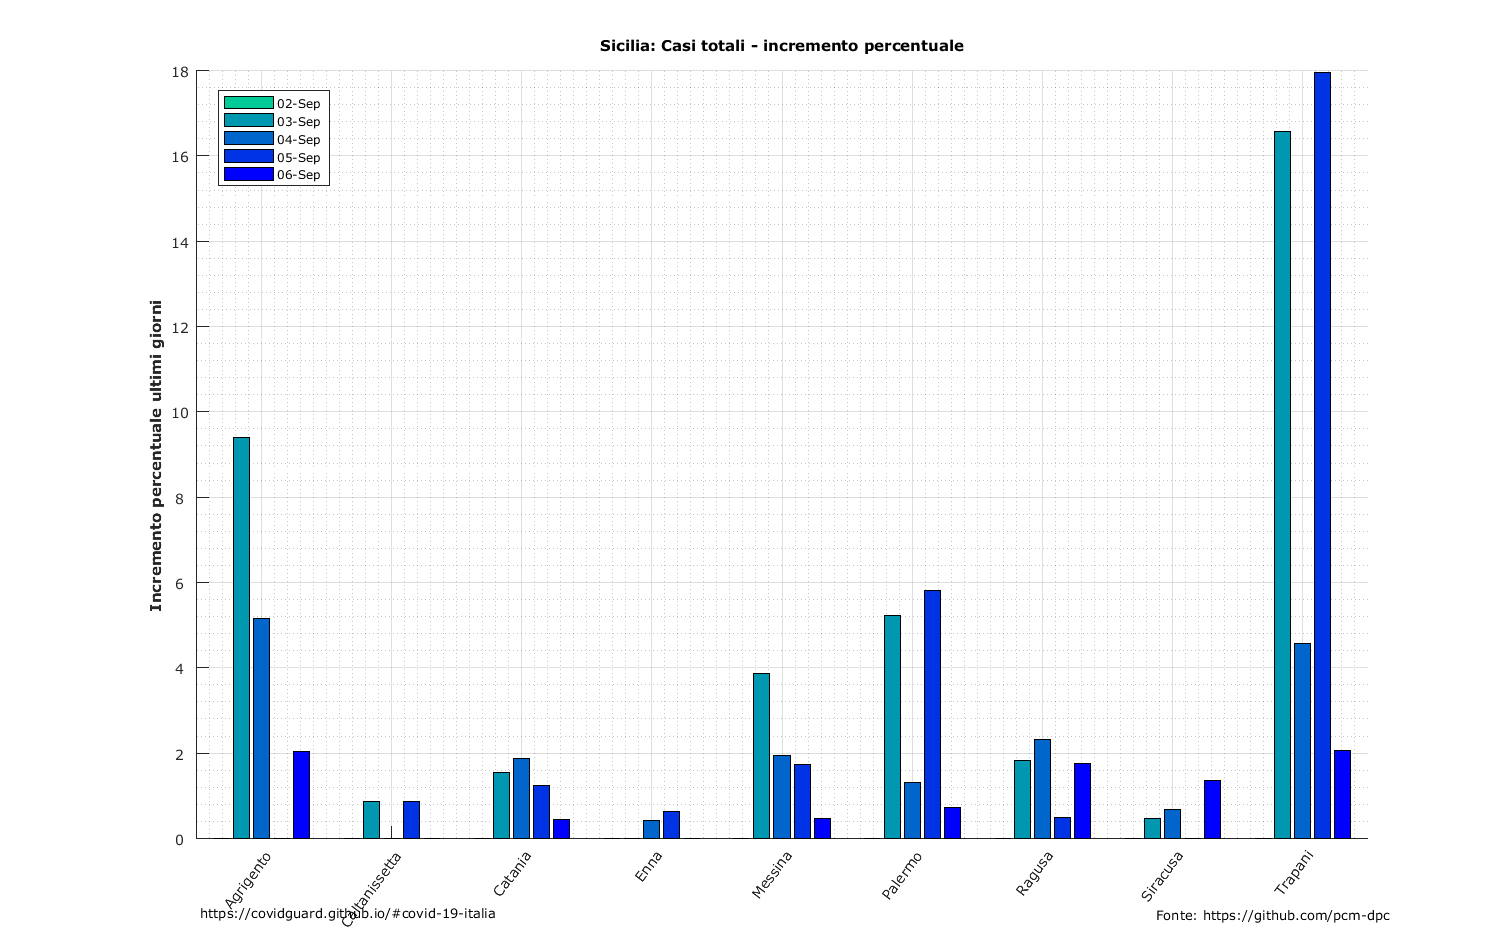 Sicilia: Casi totali - incremento percentuale
Incremento percentuale ultimi giorni
18
16
14
12
10
8
6
4
2
0
02-Sep
03-Sep
04-Sep
05-Sep
06-Sep
Agrigento
Caltanissetta
Catania
Enna
Messina
Palermo
Ragusa
Siracusa
Trapani
https://covidguard.github.io/#covid-19-italia
Fonte: https://github.com/pcm-dpc